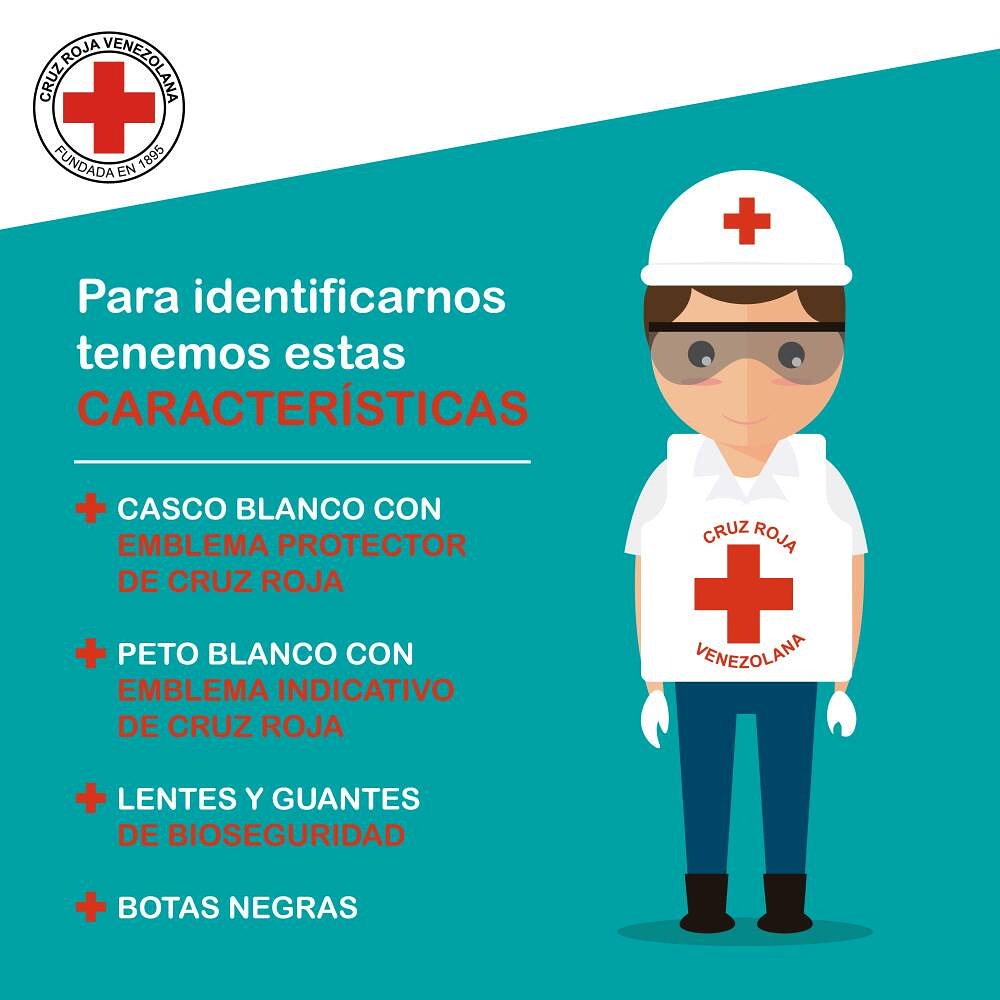 CRUZ ROJA VENEZOLANA
FUNDADA EN 1895
Para identificarnos
tenemos estas
CARACTERÍSTICAS
CASCO BLANCO CON
EMBLEMA PROTECTOR
DE CRUZ ROJA
PETO BLANCO CON
EMBLEMA INDICATIVO
DE CRUZ ROJA
LENTES Y GUANTES
DE BIOSEGURIDAD
BOTAS NEGRAS
CRUZ ROJA
VENEZOLANA